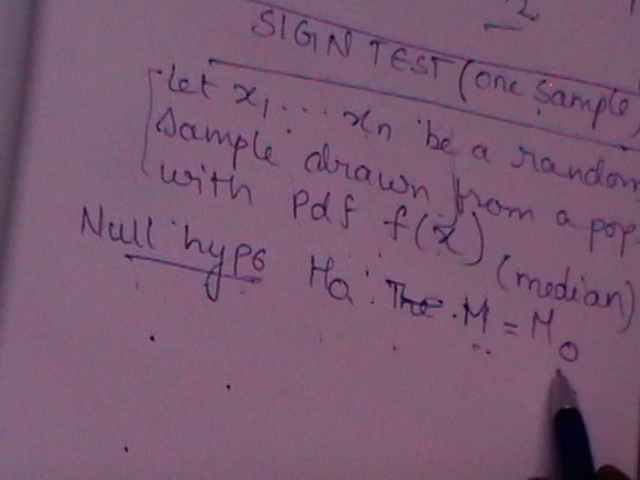 SIGN TEST (one sample)
Let x1, ... xn be a random
sample drawn from a pop
with pdf f(x)
(median)
Null hypo Ha: The M = M0